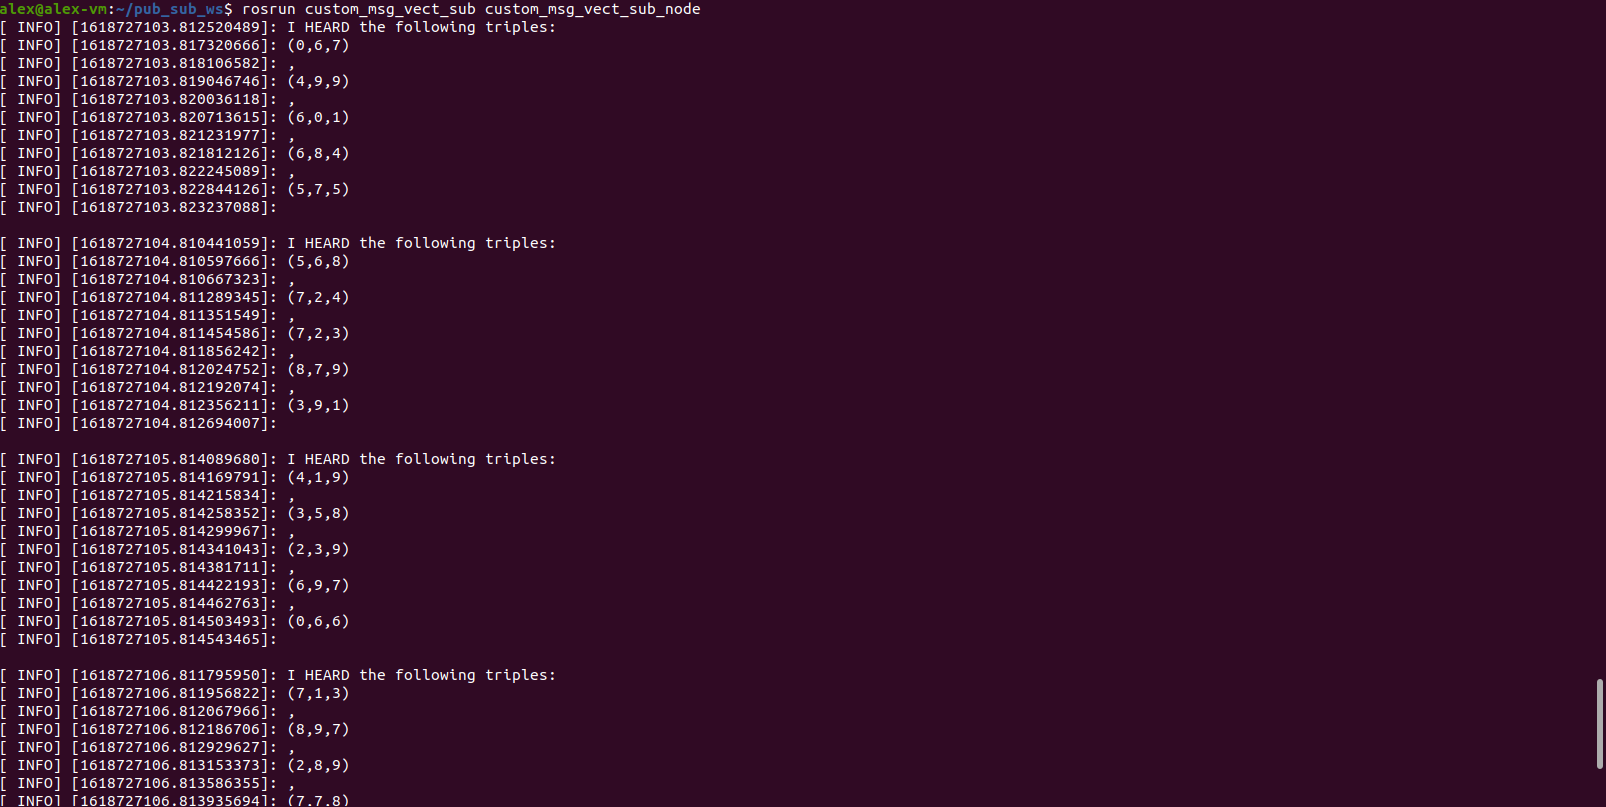 alex@alex-vm:~/pub_sub_ws$ rosrun custom_msg_vect_sub custom_msg_vect_sub_node
[ INFO] [1618727103.812520489]: I HEARD the following triples:
[ INFO] [1618727103.817320666]: (0,6,7)
[ INFO] [1618727103.818106582]: ,
[ INFO] [1618727103.819046746]: (4,9,9)
[ INFO] [1618727103.820036118]: ,
[ INFO] [1618727103.820713615]: (6,0,1)
[ INFO] [1618727103.821231977]: ,
[ INFO] [1618727103.821812126]: (6,8,4)
[ INFO] [1618727103.822245089]: ,
[ INFO] [1618727103.822844126]: (5,7,5)
[ INFO] [1618727103.823237088]:
[ INFO] [1618727104.810441059]: I HEARD the following triples:
[ INFO] [1618727104.810597666]: (5,6,8)
[ INFO] [1618727104.810667323]: ,
[ INFO] [1618727104.811289345]: (7,2,4)
[ INFO] [1618727104.811351549]: ,
[ INFO] [1618727104.811454586]: (7,2,3)
[ INFO] [1618727104.811856242]: ,
[ INFO] [1618727104.812024752]: (8,7,9)
[ INFO] [1618727104.812192074]: ,
[ INFO] [1618727104.812356211]: (3,9,1)
[ INFO] [1618727104.812694007]:
[ INFO] [1618727105.814089680]: I HEARD the following triples:
[ INFO] [1618727105.814169791]: (4,1,9)
[ INFO] [1618727105.814215834]: ,
[ INFO] [1618727105.814258352]: (3,5,8)
[ INFO] [1618727105.814299967]: ,
[ INFO] [1618727105.814341043]: (2,3,9)
[ INFO] [1618727105.814381711]: ,
[ INFO] [1618727105.814422193]: (6,9,7)
[ INFO] [1618727105.814462763]: ,
[ INFO] [1618727105.814503493]: (0,6,6)
[ INFO] [1618727105.814543465]:
[ INFO] [1618727106.811795950]: I HEARD the following triples:
[ INFO] [1618727106.811956822]: (7,1,3)
[ INFO] [1618727106.812067966]: ,
[ INFO] [1618727106.812186706]: (8,9,7)
[ INFO] [1618727106.812929627]: ,
[ INFO] [1618727106.813153373]: (2,8,9)
[ INFO] [1618727106.813586355]: ,
[ INFO] [1618727106.813935694]: (7,7,8)